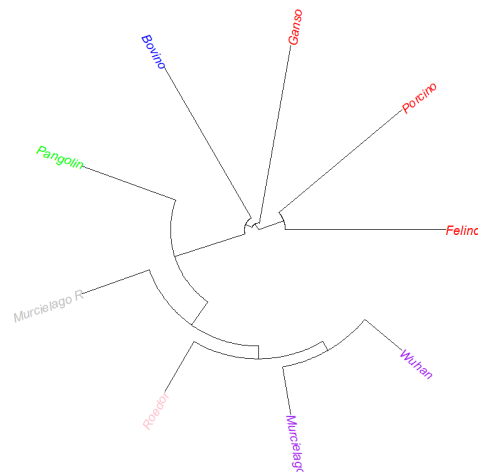 Ganso
Bovino
Porcino
Pangolin
Felino
Murcielago R
Wuhan
Roedor
Murcielago